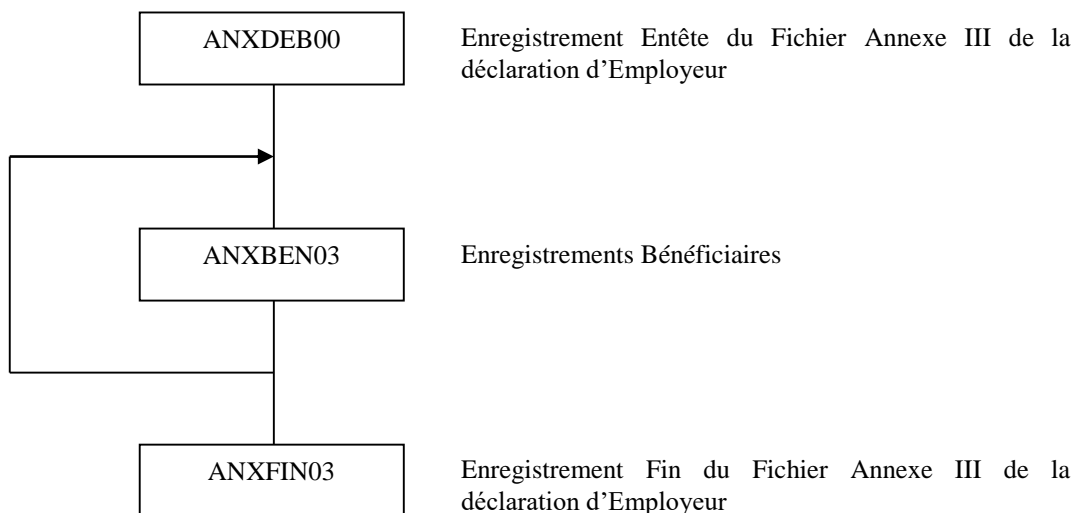 ANXDEB00
Enregistrement Entête du Fichier Annexe III de la
déclaration d’Employeur
ANXBEN03
Enregistrements Bénéficiaires
ANXFIN03
Enregistrement Fin du Fichier Annexe III de la
déclaration d’Employeur